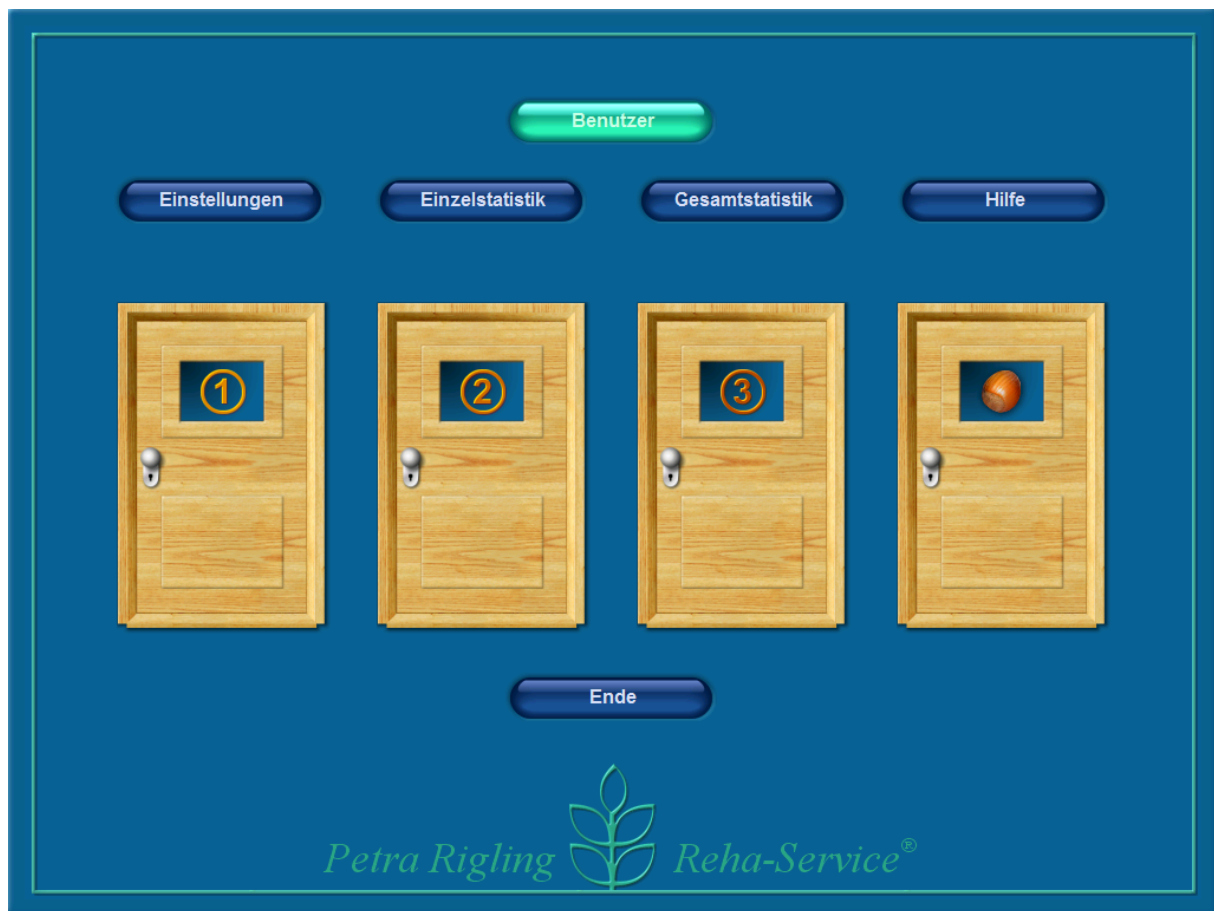 Benutzer
Einstellungen Einzelstatistik Gesamtstatistik Hilfe
1 2 3
Ende
Petra Rigling Reha-Service®